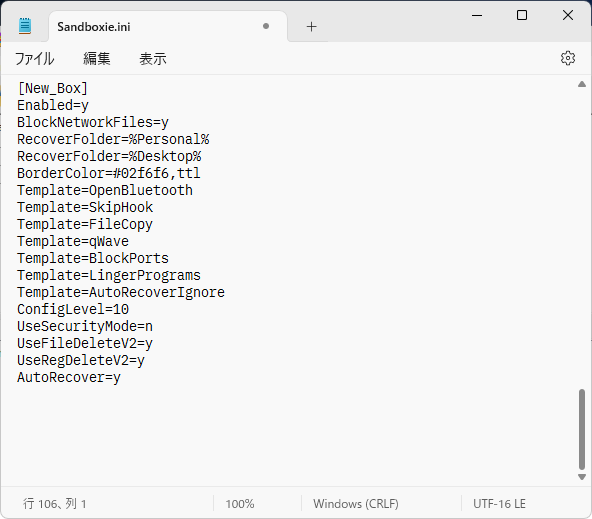 Sandboxie.ini
ファイル 編集 表示
[New_Box]
Enabled=y
BlockNetworkFiles=y
RecoverFolder=%Personal%
RecoverFolder=%Desktop%
BorderColor=#02f6f6,ttl
Template=OpenBluetooth
Template=SkipHook
Template=FileCopy
Template=qWave
Template=BlockPorts
Template=LingerPrograms
Template=AutoRecoverIgnore
ConfigLevel=10
UseSecurityMode=n
UseFileDeleteV2=y
UseRegDeleteV2=y
AutoRecover=y
行 106、列 1 100% Windows (CRLF) UTF-16 LE